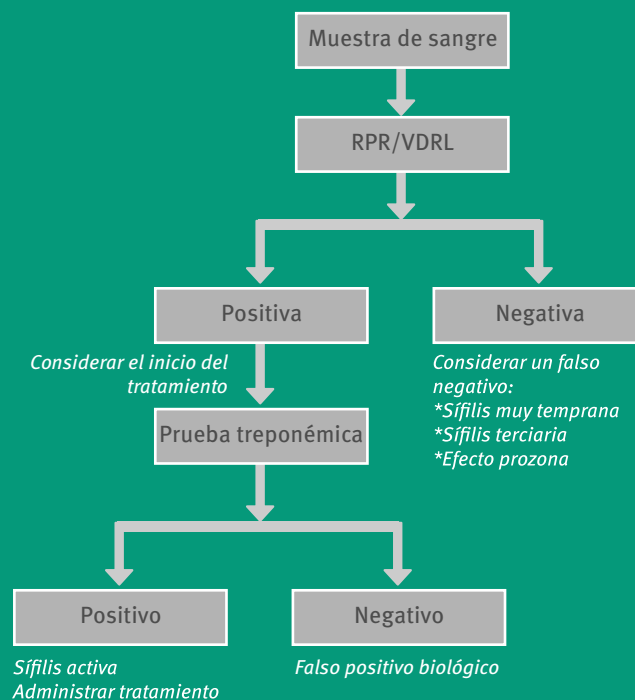 Muestra de sangre
RPR/VDRL
Positiva
Negativa
Considerar el inicio del
tratamiento
Considerar un falso
negativo:
*Sífilis muy temprana
*Sífilis terciaria
*Efecto prozona
Prueba treponémica
Positivo
Negativo
Sífilis activa
Administrar tratamiento
Falso positivo biológico